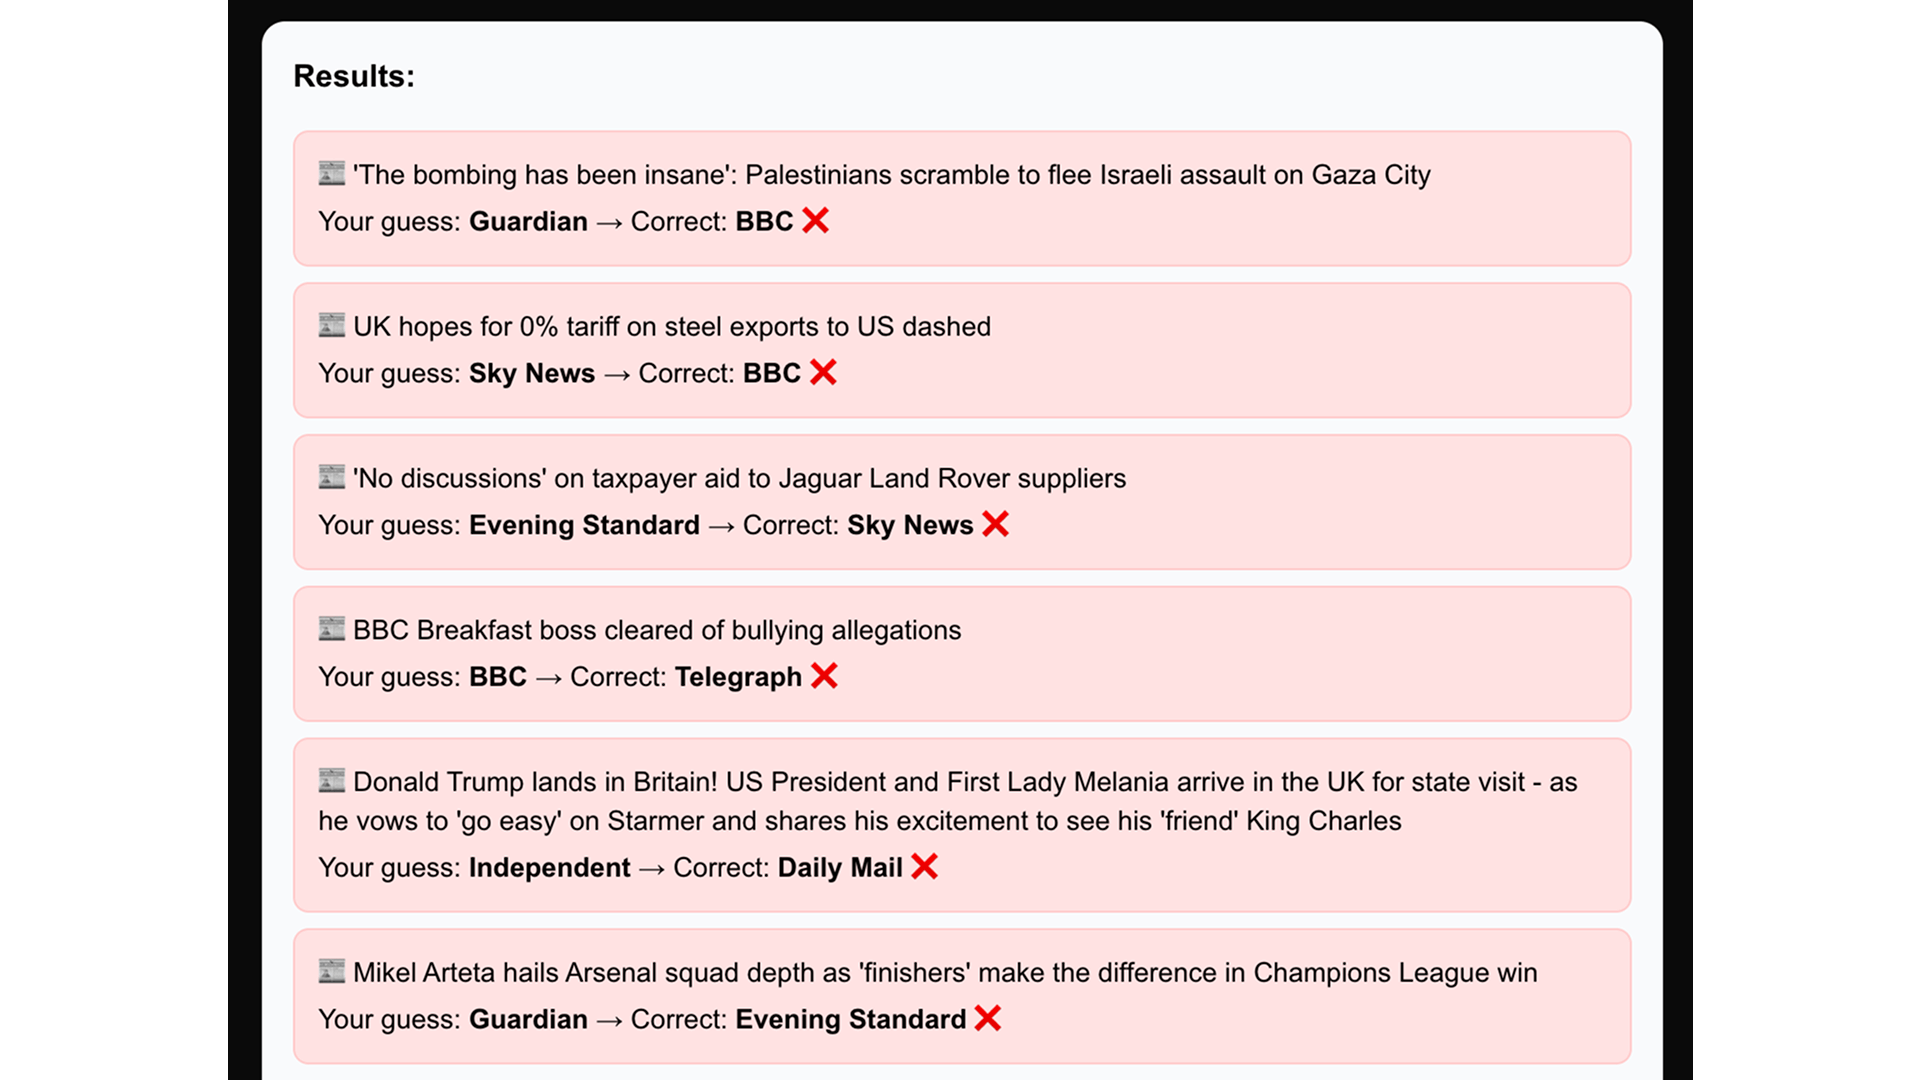 Results:
'The bombing has been insane': Palestinians scramble to flee Israeli assault on Gaza City
Your guess: Guardian → Correct: BBC ❌
UK hopes for 0% tariff on steel exports to US dashed
Your guess: Sky News → Correct: BBC ❌
'No discussions' on taxpayer aid to Jaguar Land Rover suppliers
Your guess: Evening Standard → Correct: Sky News ❌
BBC Breakfast boss cleared of bullying allegations
Your guess: BBC → Correct: Telegraph ❌
Donald Trump lands in Britain! US President and First Lady Melania arrive in the UK for state visit - as
he vows to 'go easy' on Starmer and shares his excitement to see his 'friend' King Charles
Your guess: Independent → Correct: Daily Mail ❌
Mikel Arteta hails Arsenal squad depth as 'finishers' make the difference in Champions League win
Your guess: Guardian → Correct: Evening Standard ❌